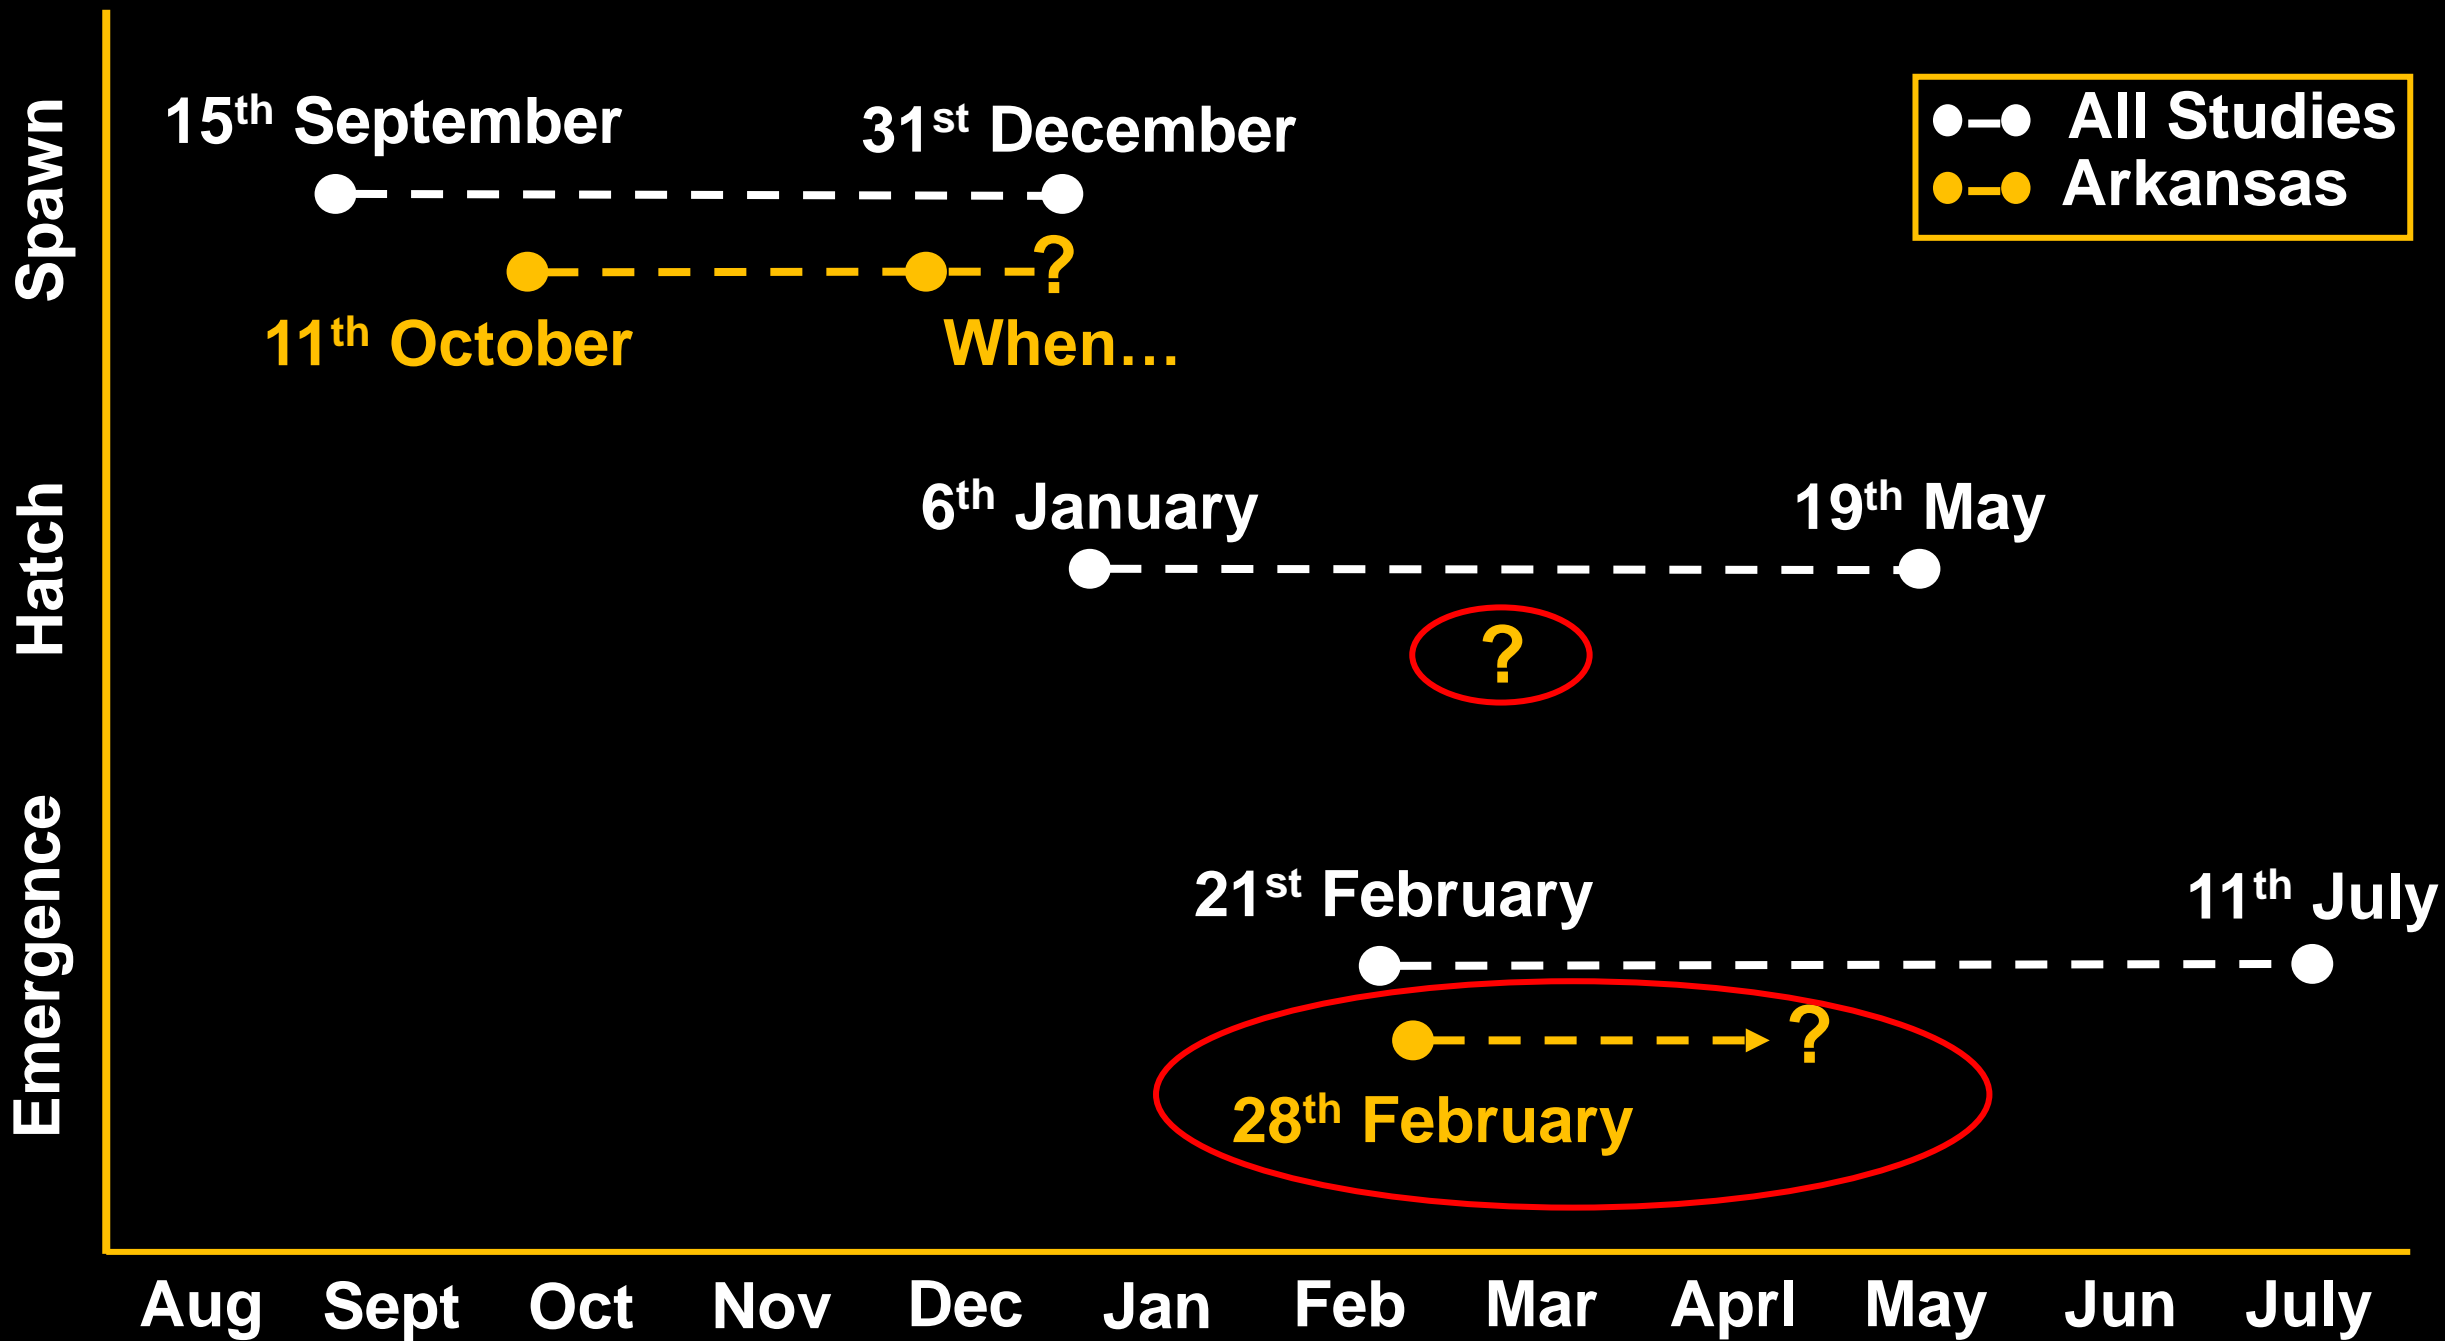 All Studies
Arkansas
Spawn
15th September
31st December
?
11th October
When…
Hatch
6th January
19th May
?
Emergence
21st February
11th July
?
28th February
Aug Sept Oct Nov Dec Jan Feb Mar Aprl May Jun July